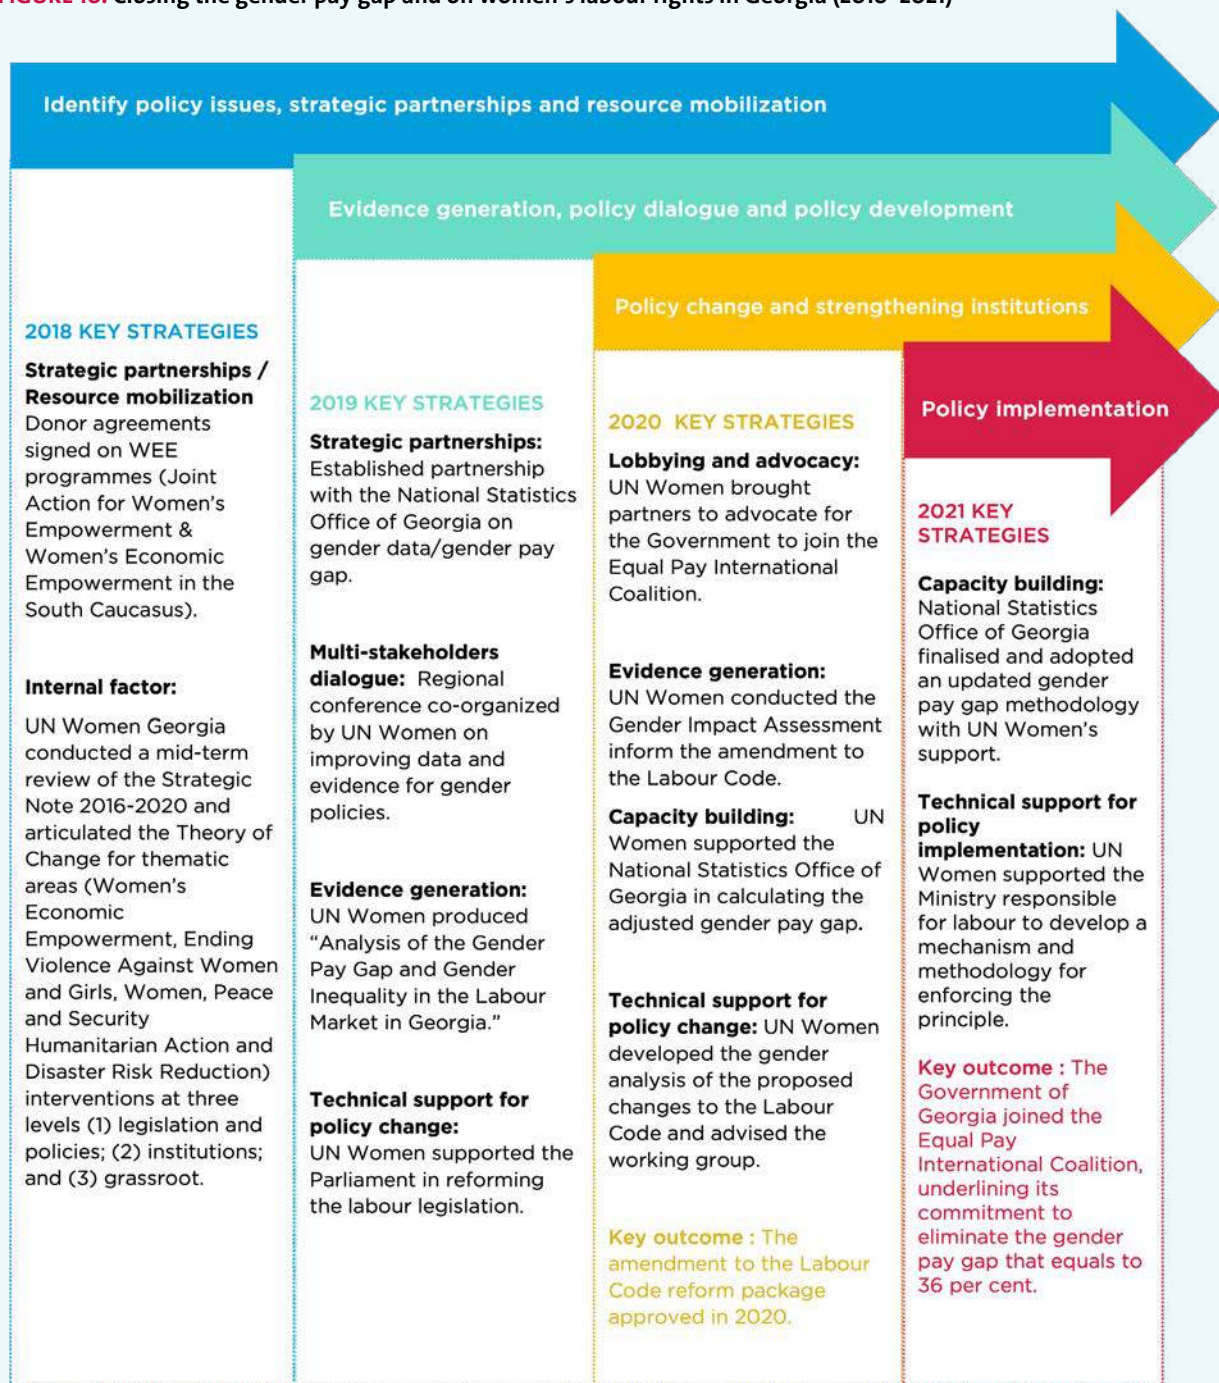 FIGURE 16: Closing the gender pay gap and on women's labour rights in Georgia (2018–2021)
Identify policy issues, strategic partnerships and resource mobilization
Evidence generation, policy dialogue and policy development
Policy change and strengthening institutions
Policy implementation
2018 KEY STRATEGIES
Strategic partnerships /
Resource mobilization
Donor agreements
signed on WEE
programmes (Joint
Action for Women's
Empowerment &
Women's Economic
Empowerment in the
South Caucasus).
Internal factor:
UN Women Georgia
conducted a mid-term
review of the Strategic
Note 2016-2020 and
articulated the Theory of
Change for thematic
areas (Women's
Economic
Empowerment, Ending
Violence Against Women
and Girls, Women, Peace
and Security
Humanitarian Action and
Disaster Risk Reduction)
interventions at three
levels (1) legislation and
policies; (2) institutions;
and (3) grassroot.
2019 KEY STRATEGIES
Strategic partnerships:
Established partnership
with the National Statistics
Office of Georgia on
gender data/gender pay
gap.
Multi-stakeholders
dialogue: Regional
conference co-organized
by UN Women on
improving data and
evidence for gender
policies.
Evidence generation:
UN Women produced
“Analysis of the Gender
Pay Gap and Gender
Inequality in the Labour
Market in Georgia.”
Technical support for
policy change:
UN Women supported the
Parliament in reforming
the labour legislation.
2020 KEY STRATEGIES
Lobbying and advocacy:
UN Women brought
partners to advocate for
the Government to join the
Equal Pay International
Coalition.
Evidence generation:
UN Women conducted the
Gender Impact Assessment
inform the amendment to
the Labour Code.
Capacity building: UN
Women supported the
National Statistics Office of
Georgia in calculating the
adjusted gender pay gap.
Technical support for
policy change: UN Women
developed the gender
analysis of the proposed
changes to the Labour
Code and advised the
working group.
Key outcome : The
amendment to the Labour
Code reform package
approved in 2020.
2021 KEY
STRATEGIES
Capacity building:
National Statistics
Office of Georgia
finalised and adopted
an updated gender
pay gap methodology
with UN Women's
support.
Technical support for
policy
implementation: UN
Women supported the
Ministry responsible
for labour to develop a
mechanism and
methodology for
enforcing the
principle.
Key outcome : The
Government of
Georgia joined the
Equal Pay
International Coalition,
underlining its
commitment to
eliminate the gender
pay gap that equals to
36 per cent.